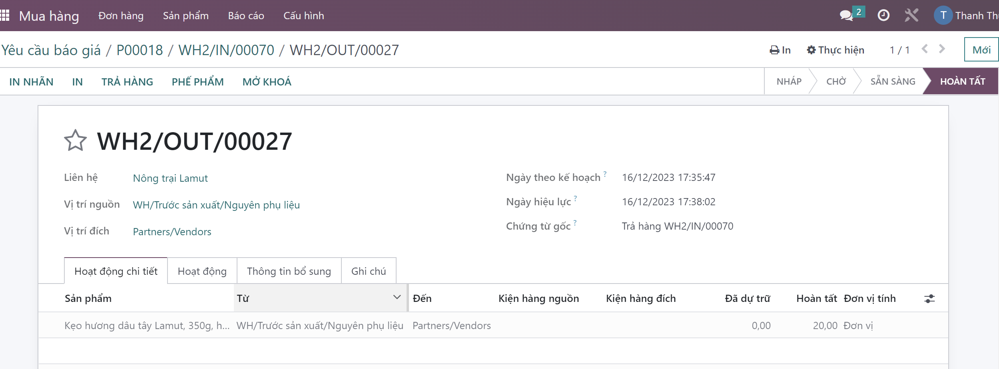 Mua hàng Đơn hàng Sản phẩm Báo cáo Cấu hình 2 T Thanh
Yêu cầu báo giá / P00018 / WH2/IN/00070 / WH2/OUT/00027 In Thực hiện 1 / 1 Mới
IN NHÃN IN TRẢ HÀNG PHẾ PHẨM MỞ KHOÁ NHÁP CHỜ SẴN SÀNG HOÀN TẤT
WH2/OUT/00027
Liên hệ Nông trại Lamut Ngày theo kế hoạch ? 16/12/2023 17:35:47
Vị trí nguồn WH/Trước sản xuất/Nguyên phụ liệu Ngày hiệu lực ? 16/12/2023 17:38:02
Vị trí đích Partners/Vendors Chứng từ gốc ? Trả hàng WH2/IN/00070
Hoạt động chi tiết Hoạt động Thông tin bổ sung Ghi chú
Sản phẩm Từ Đến Kiện hàng nguồn Kiện hàng đích Đã dự trữ Hoàn tất Đơn vị tính
Kẹo hương dâu tây Lamut, 350g, h... WH/Trước sản xuất/Nguyên phụ liệu Partners/Vendors 0,00 20,00 Đơn vị